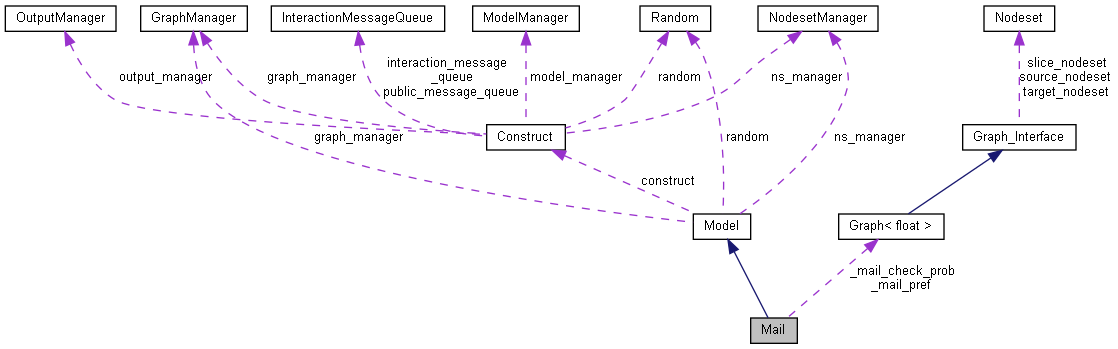 OutputManager
GraphManager
InteractionMessageQueue
ModelManager
Random
NodesetManager
Nodeset
output_manager
graph_manager
interaction_message
_queue
public_message_queue
model_manager
random
ns_manager
slice_nodeset
source_nodeset
target_nodeset
Construct
Graph_Interface
graph_manager
random
ns_manager
construct
Model
Graph< float >
_mail_check_prob
_mail_pref
Mail